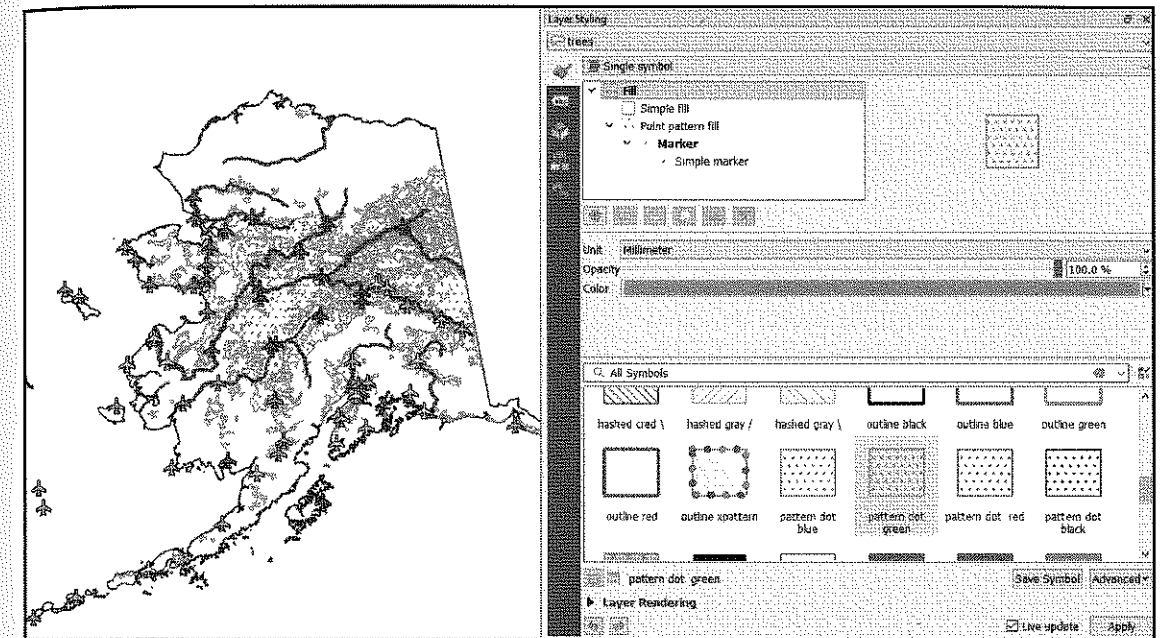 Layer Styling
trees
Single symbol
Fill
Simple fill
Point pattern fill
Marker
Simple marker
Unit Millimeter
Opacity 100.0 %
Color
All Symbols
hashed cred \ hashed gray / hashed gray \ outline black outline blue outline green
outline red outline xpattern pattern dot blue pattern dot green pattern dot red pattern dot black
pattern dot green Save Symbol Advanced
Layer Rendering
Live update Apply